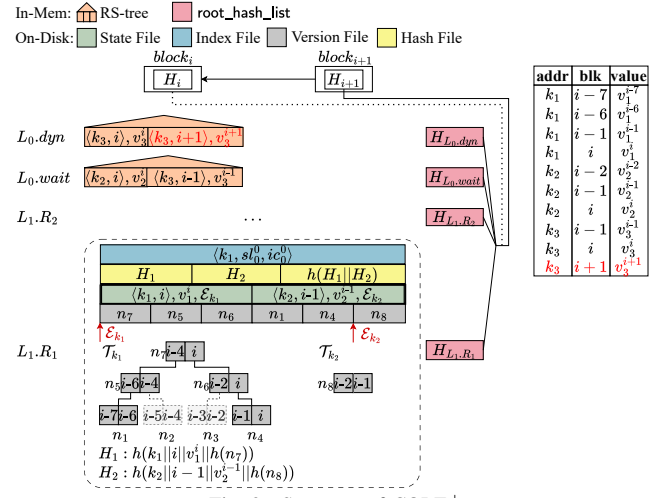 In-Mem: RS-tree root_hash_list
On-Disk: State File Index File Version File Hash File
block_i block_{i+1}
H_i H_{i+1}
addr blk value
k_1 i−7 v_1^{i-7}
k_1 i−6 v_1^{i-6}
k_1 i−1 v_1^{i-1}
k_1 i v_1^i
k_2 i−2 v_2^{i-2}
k_2 i−1 v_2^{i-1}
k_2 i v_2^i
k_3 i−1 v_3^{i-1}
k_3 i v_3^i
k_3 i+1 v_3^{i+1}
L_0.dyn ⟨k_3, i⟩, v_3^i ⟨k_3, i+1⟩, v_3^{i+1} H_{L_0.dyn}
L_0.wait ⟨k_2, i⟩, v_2^i ⟨k_3, i-1⟩, v_3^{i-1} H_{L_0.wait}
L_1.R_2 ... H_{L_1.R_2}
⟨k_1, sl_0^0, ic_0^0⟩
H_1 H_2 h(H_1||H_2)
⟨k_1, i⟩, v_1^i, ℰ_{k_1} ⟨k_2, i-1⟩, v_2^{i-1}, ℰ_{k_2}
n_7 n_5 n_6 n_1 n_4 n_8
ℰ_{k_1} ℰ_{k_2}
L_1.R_1 𝒯_{k_1} n_7 i-4 i 𝒯_{k_2} H_{L_1.R_1}
n_5 i-6 i-4 n_6 i-2 i n_8 i-2 i-1
i-7 i-6 i-5 i-4 i-3 i-2 i-1 i
n_1 n_2 n_3 n_4
H_1 : h(k_1||i||v_1^i||h(n_7))
H_2 : h(k_2||i−1||v_2^{i-1}||h(n_8))